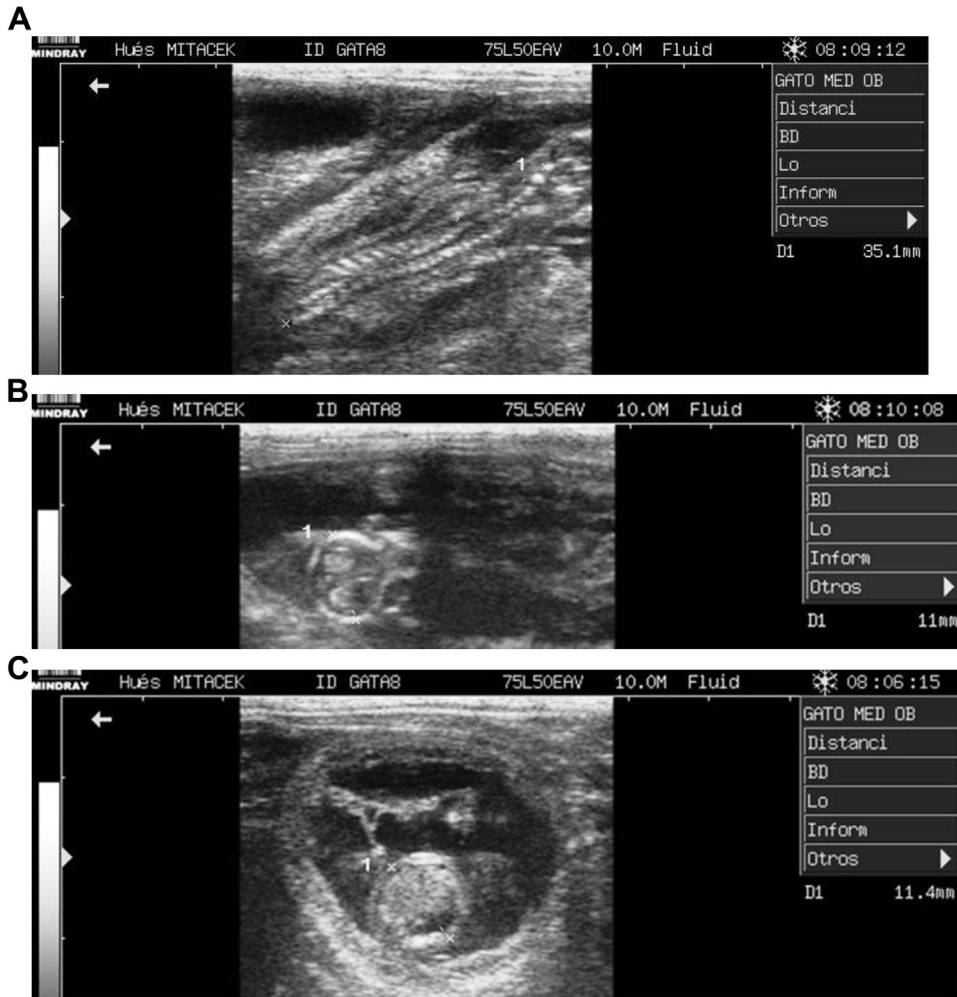 A
MINDRAY Hués MITACEK ID GATA8 75L50EAV 10.0M Fluid 08:09:12
GATO MED OB
Distanci
BD
Lo
Inform
Otros
D1 35.1mm
1
B
MINDRAY Hués MITACEK ID GATA8 75L50EAV 10.0M Fluid 08:10:08
GATO MED OB
Distanci
BD
Lo
Inform
Otros
D1 11mm
1
C
MINDRAY Hués MITACEK ID GATA8 75L50EAV 10.0M Fluid 08:06:15
GATO MED OB
Distanci
BD
Lo
Inform
Otros
D1 11.4mm
1